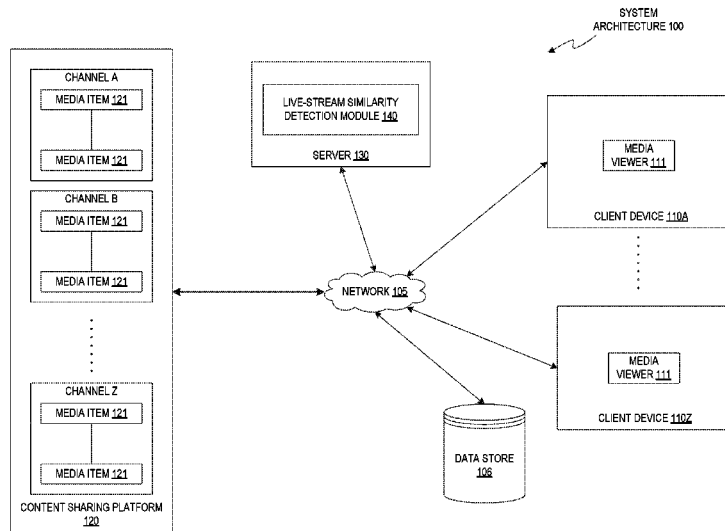 SYSTEM
ARCHITECTURE 100
CHANNEL A
MEDIA ITEM 121
MEDIA ITEM 121
CHANNEL B
MEDIA ITEM 121
MEDIA ITEM 121
CHANNEL Z
MEDIA ITEM 121
MEDIA ITEM 121
CONTENT SHARING PLATFORM
120
LIVE-STREAM SIMILARITY
DETECTION MODULE 140
SERVER 130
NETWORK 105
DATA STORE
106
MEDIA
VIEWER 111
CLIENT DEVICE 110A
MEDIA
VIEWER 111
CLIENT DEVICE 110Z